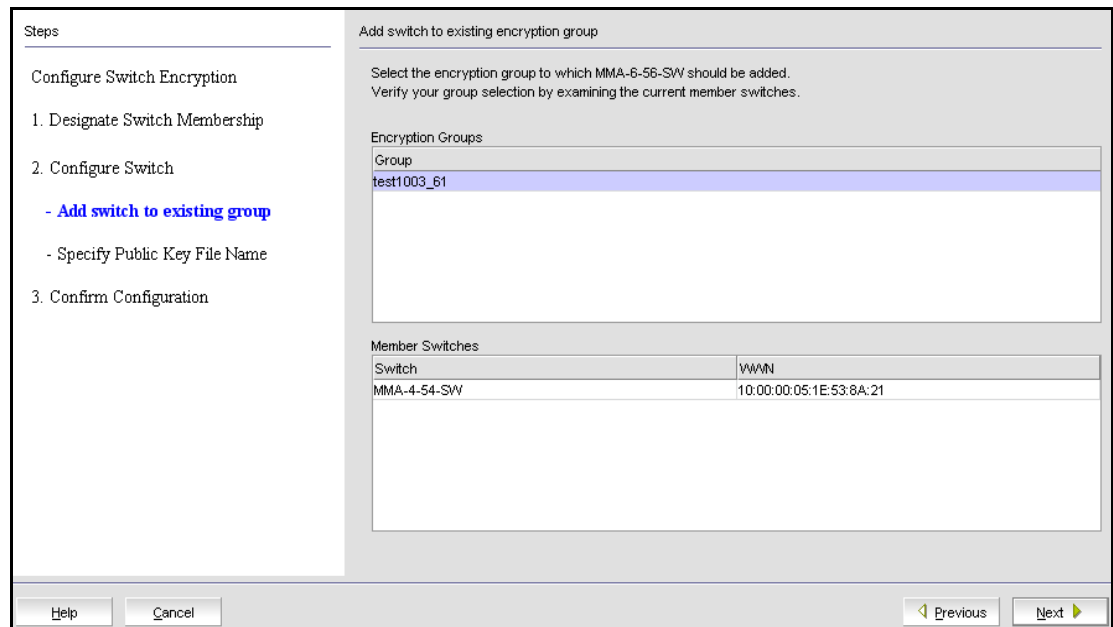 Steps
Configure Switch Encryption
1. Designate Switch Membership
2. Configure Switch
- Add switch to existing group
- Specify Public Key File Name
3. Confirm Configuration
Add switch to existing encryption group
Select the encryption group to which MMA-6-56-SW should be added.
Verify your group selection by examining the current member switches.
Encryption Groups
Group
test1003_61
Member Switches
Switch WWN
MMA-4-54-SW 10:00:00:05:1E:53:8A:21
Help Cancel Previous Next